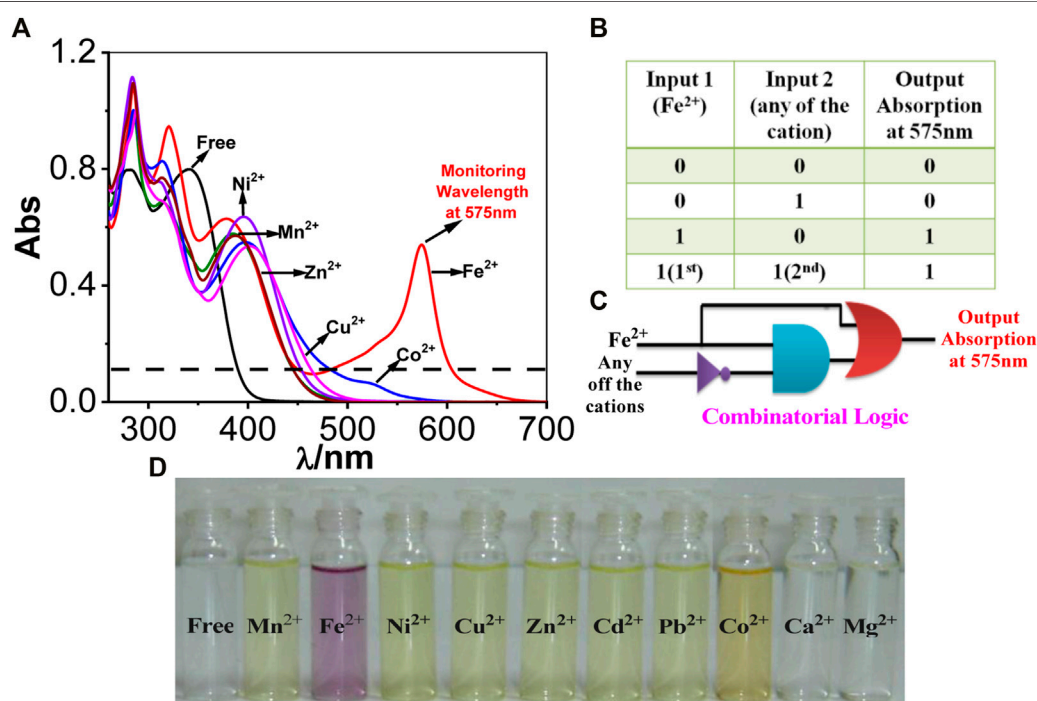 A
1.2
0.8
0.4
0.0
Abs
300
400
500
600
700
λ/nm
Free
Ni²⁺
Mn²⁺
Zn²⁺
Cu²⁺
Co²⁺
Monitoring
Wavelength
at 575nm
Fe²⁺
B
Input 1 Input 2 Output
(Fe²⁺) (any of the Absorption
cation) at 575nm
0 0 0
0 1 0
1 0 1
1(1ˢᵗ) 1(2ⁿᵈ) 1
C
Fe²⁺
Any
off the
cations
Output
Absorption
at 575nm
Combinatorial Logic
D
Free Mn²⁺ Fe²⁺ Ni²⁺ Cu²⁺ Zn²⁺ Cd²⁺ Pb²⁺ Co²⁺ Ca²⁺ Mg²⁺